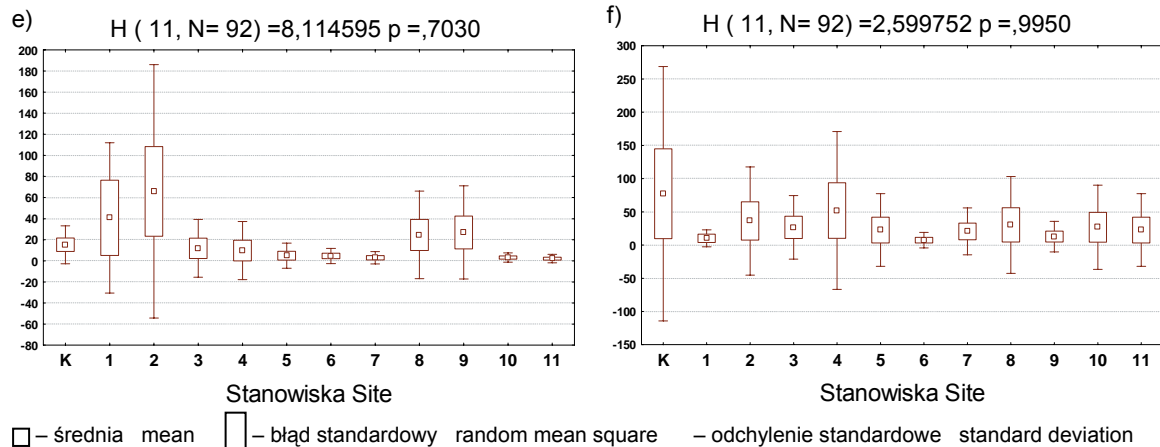 e)
H ( 11, N= 92) =8,114595 p =,7030
200
180
160
140
120
100
80
60
40
20
0
-20
-40
-60
-80
K 1 2 3 4 5 6 7 8 9 10 11
Stanowiska Site
f)
H ( 11, N= 92) =2,599752 p =,9950
300
250
200
150
100
50
0
-50
-100
-150
K 1 2 3 4 5 6 7 8 9 10 11
Stanowiska Site
– średnia mean – błąd standardowy random mean square – odchylenie standardowe standard deviation